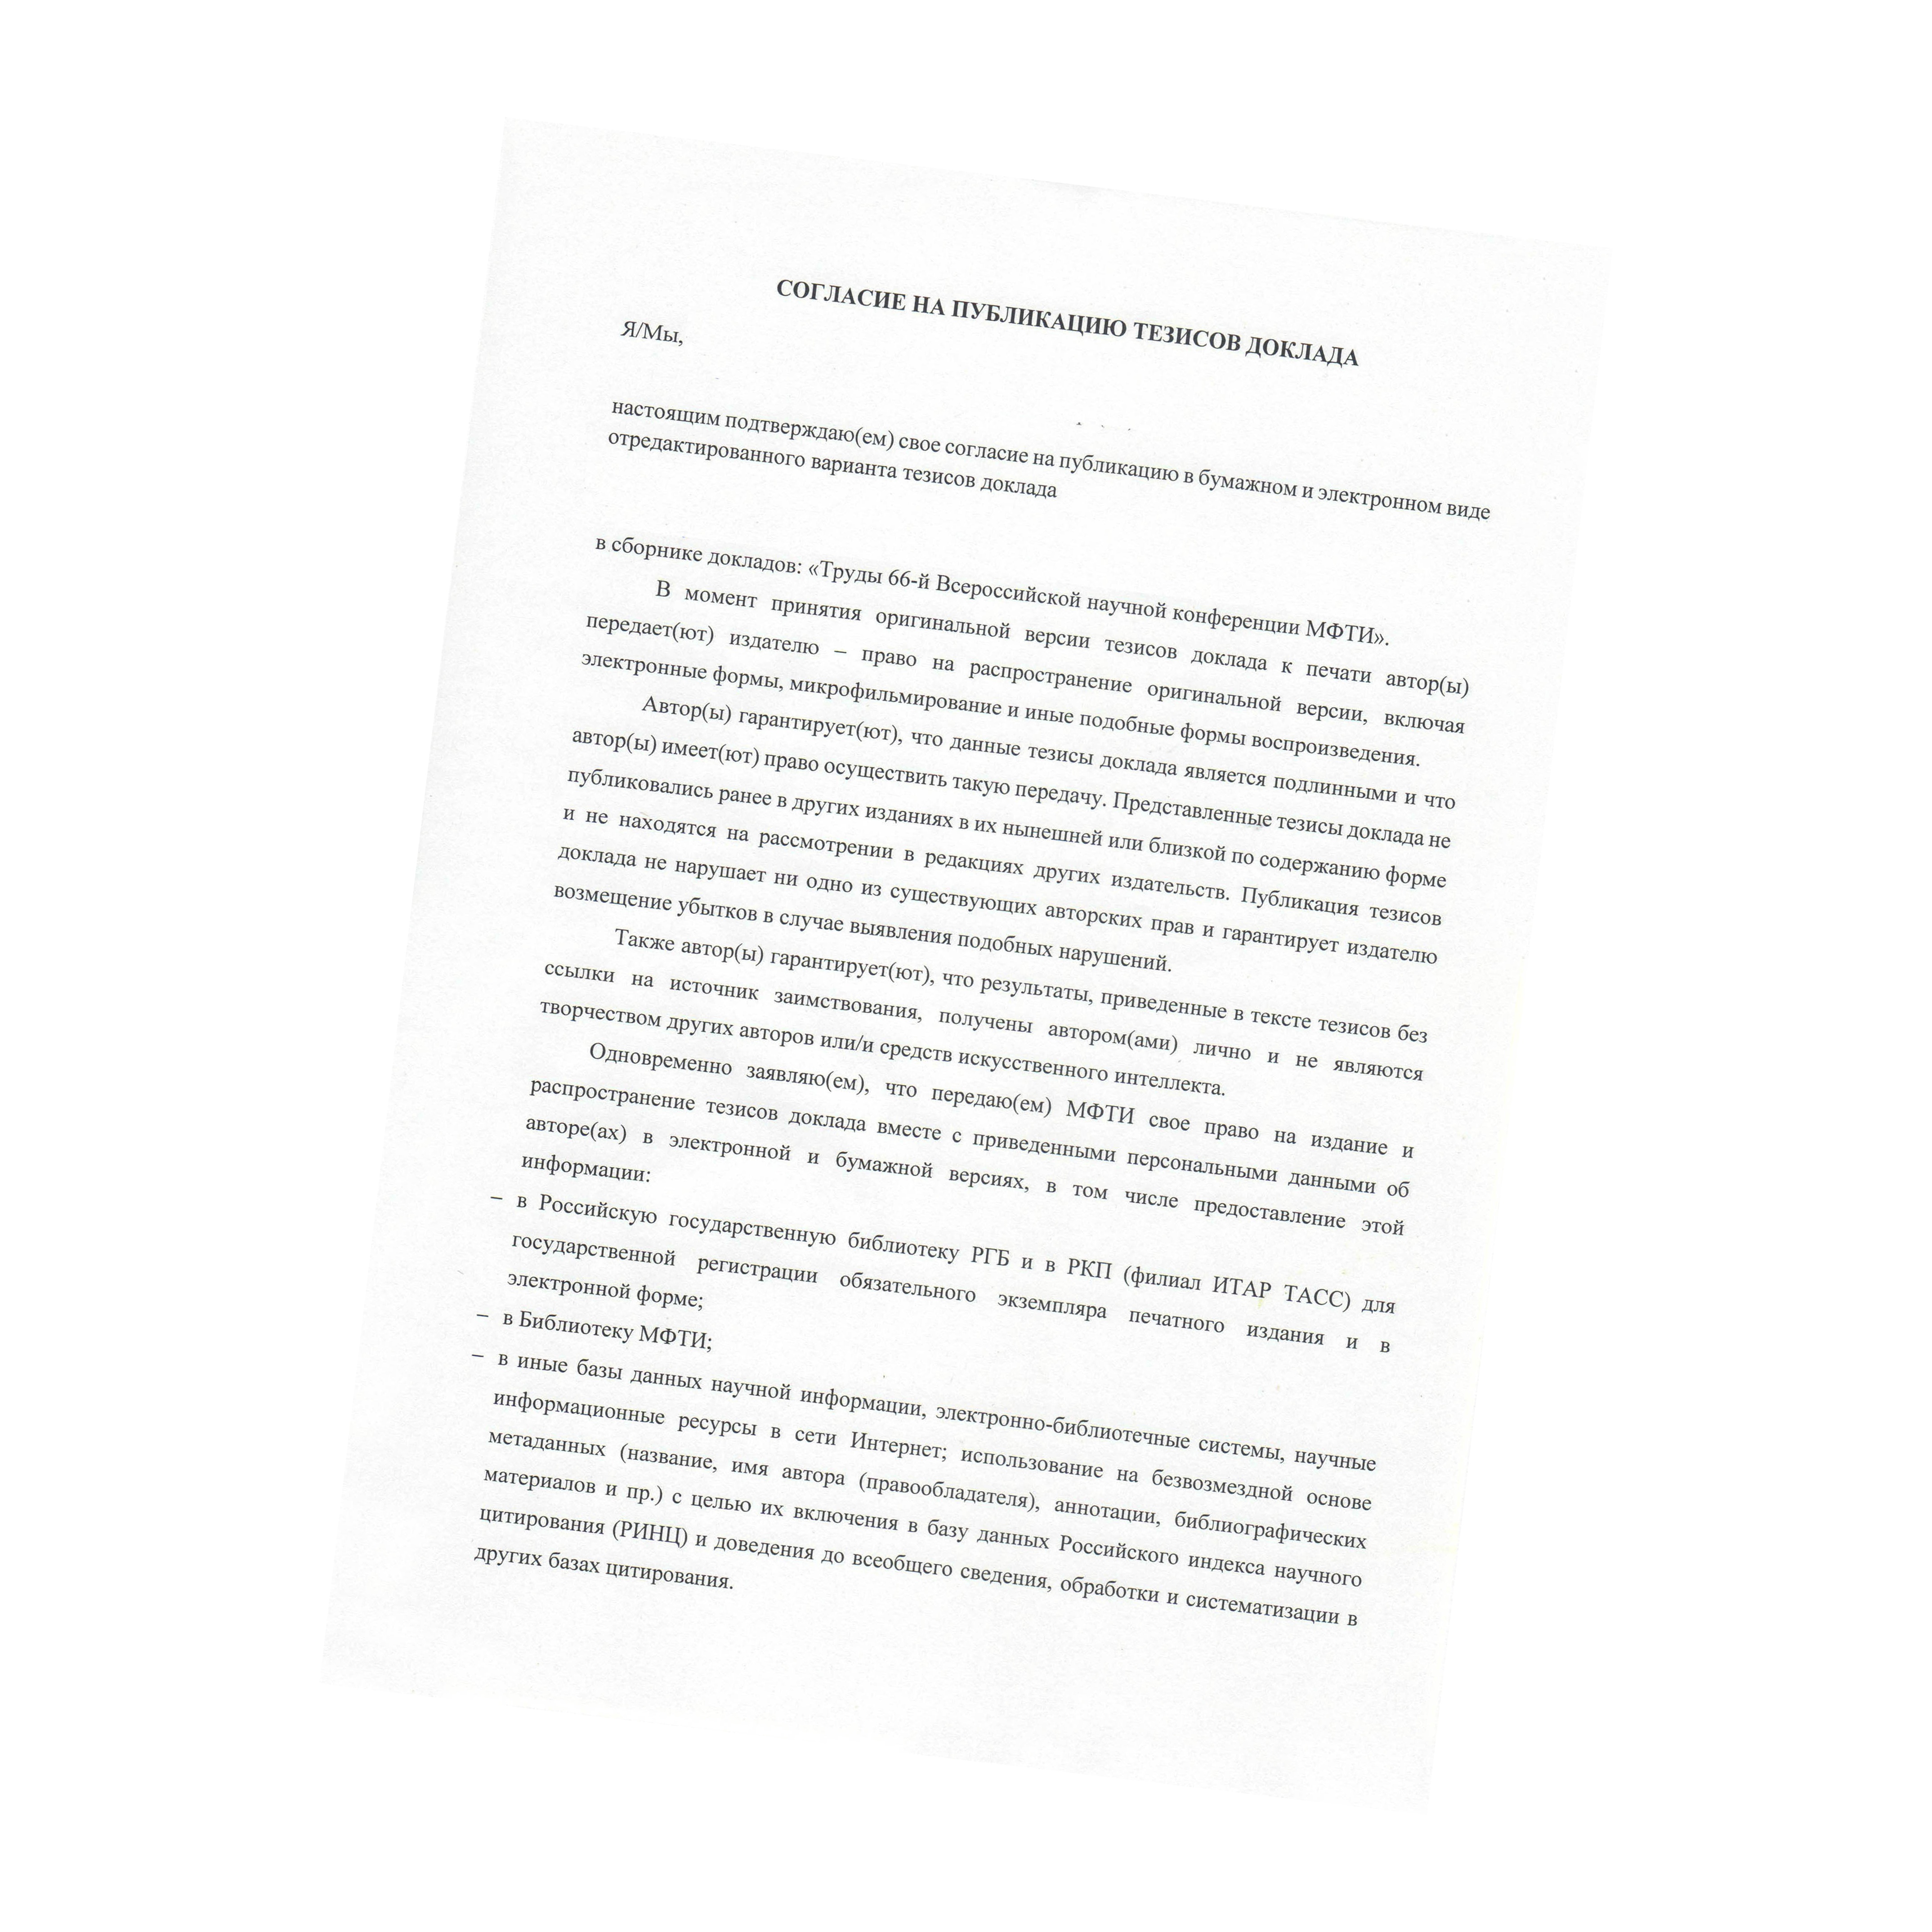 СОГЛАСИЕ НА ПУБЛИКАЦИЮ ТЕЗИСОВ ДОКЛАДА
Я/Мы,
настоящим подтверждаю(ем) свое согласие на публикацию в бумажном и электронном виде
отредактированного варианта тезисов доклада
в сборнике докладов: «Труды 66-й Всероссийской научной конференции МФТИ».
В момент принятия оригинальной версии тезисов доклада к печати автор(ы)
передает(ют) издателю – право на распространение оригинальной версии, включая
электронные формы, микрофильмирование и иные подобные формы воспроизведения.
Автор(ы) гарантирует(ют), что данные тезисы доклада является подлинными и что
автор(ы) имеет(ют) право осуществить такую передачу. Представленные тезисы доклада не
публиковались ранее в других изданиях в их нынешней или близкой по содержанию форме
и не находятся на рассмотрении в редакциях других издательств. Публикация тезисов
доклада не нарушает ни одно из существующих авторских прав и гарантирует издателю
возмещение убытков в случае выявления подобных нарушений.
Также автор(ы) гарантирует(ют), что результаты, приведенные в тексте тезисов без
ссылки на источник заимствования, получены автором(ами) лично и не являются
творчеством других авторов или/и средств искусственного интеллекта.
Одновременно заявляю(ем), что передаю(ем) МФТИ свое право на издание и
распространение тезисов доклада вместе с приведенными персональными данными об
авторе(ах) в электронной и бумажной версиях, в том числе предоставление этой
информации:
– в Российскую государственную библиотеку РГБ и в РКП (филиал ИТАР ТАСС) для
государственной регистрации обязательного экземпляра печатного издания и в
электронной форме;
– в Библиотеку МФТИ;
– в иные базы данных научной информации, электронно-библиотечные системы, научные
информационные ресурсы в сети Интернет; использование на безвозмездной основе
метаданных (название, имя автора (правообладателя), аннотации, библиографических
материалов и пр.) с целью их включения в базу данных Российского индекса научного
цитирования (РИНЦ) и доведения до всеобщего сведения, обработки и систематизации в
других базах цитирования.